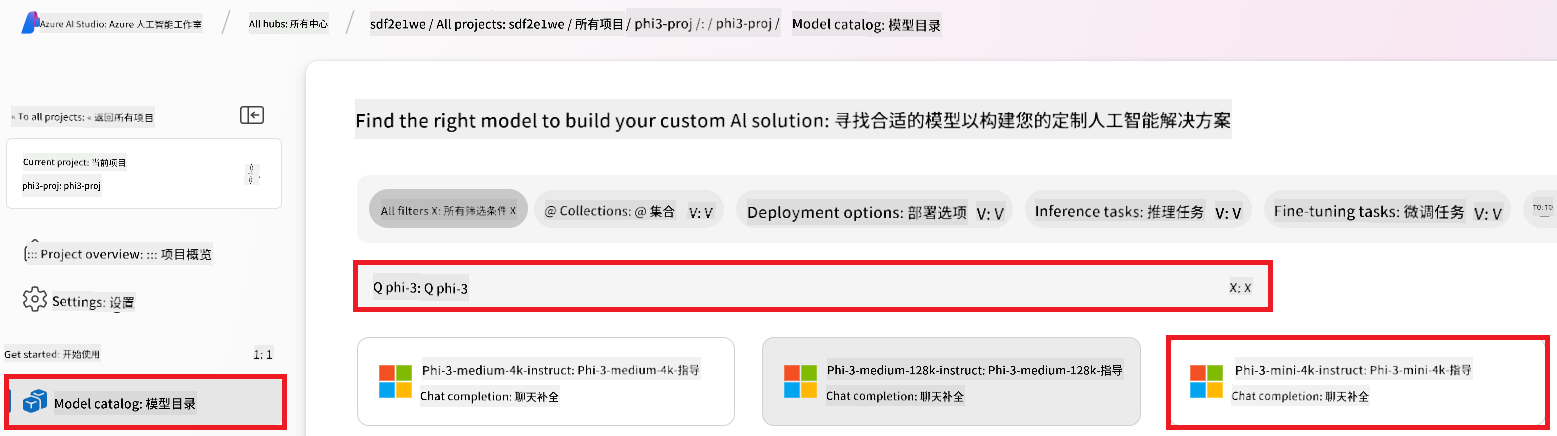 Azure AI Studio: Azure 人工智能工作室 / All hubs: 所有中心 / sdf2e1we / All projects: sdf2e1we / 所有项目 / phi3-proj /: / phi3-proj / Model catalog: 模型目录
« To all projects: « 返回所有项目
Current project: 当前项目
phi3-proj: phi3-proj
::: Project overview: ::: 项目概览
Settings: 设置
Get started: 开始使用 1: 1
Model catalog: 模型目录
Find the right model to build your custom AI solution: 寻找合适的模型以构建您的定制人工智能解决方案
All filters X: 所有筛选条件 X @ Collections: @ 集合 V: V Deployment options: 部署选项 V: V Inference tasks: 推理任务 V: V Fine-tuning tasks: 微调任务 V: V TO: TO
Q phi-3: Q phi-3 X: X
Phi-3-medium-4k-instruct: Phi-3-medium-4k-指导
Chat completion: 聊天补全
Phi-3-medium-128k-instruct: Phi-3-medium-128k-指导
Chat completion: 聊天补全
Phi-3-mini-4k-instruct: Phi-3-mini-4k-指导
Chat completion: 聊天补全